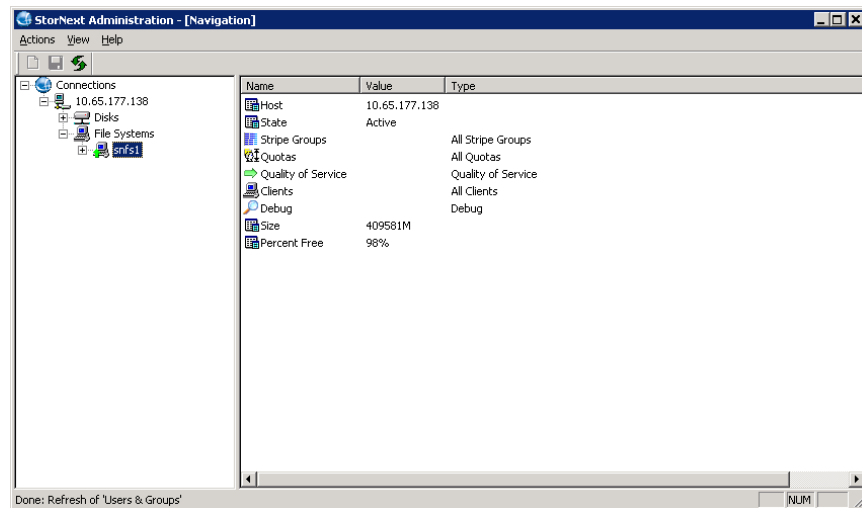 StorNext Administration - [Navigation]
Actions View Help
Connections
10.65.177.138
Disks
File Systems
snfs1
Name Value Type
Host 10.65.177.138
State Active
Stripe Groups All Stripe Groups
Quotas All Quotas
Quality of Service Quality of Service
Clients All Clients
Debug Debug
Size 409581M
Percent Free 98%
Done: Refresh of 'Users & Groups'
NUM